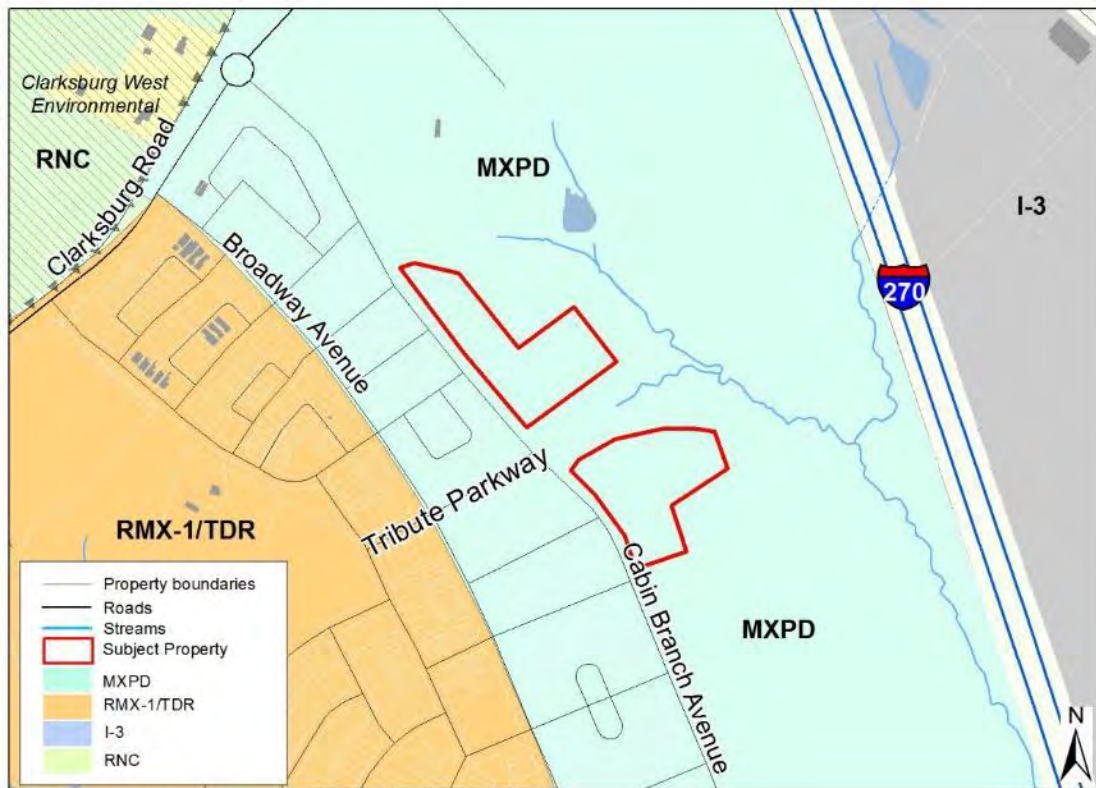 Clarksburg West
Environmental
RNC
Clarksburg Road
MXPD
I-3
270
Broadway Avenue
Tribute Parkway
RMX-1/TDR
Cabin Branch Avenue
MXPD
Property boundaries
Roads
Streams
Subject Property
MXPD
RMX-1/TDR
I-3
RNC
N